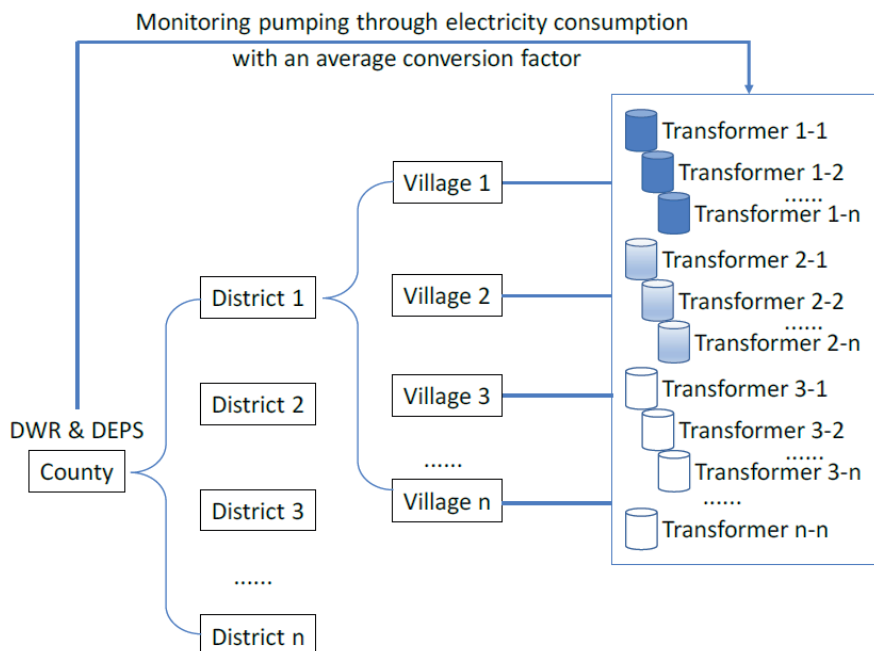 Monitoring pumping through electricity consumption
with an average conversion factor
DWR & DEPS
County
District 1
District 2
District 3
......
District n
Village 1
Village 2
Village 3
......
Village n
Transformer 1-1
Transformer 1-2
......
Transformer 1-n
Transformer 2-1
Transformer 2-2
......
Transformer 2-n
Transformer 3-1
Transformer 3-2
......
Transformer 3-n
......
Transformer n-n